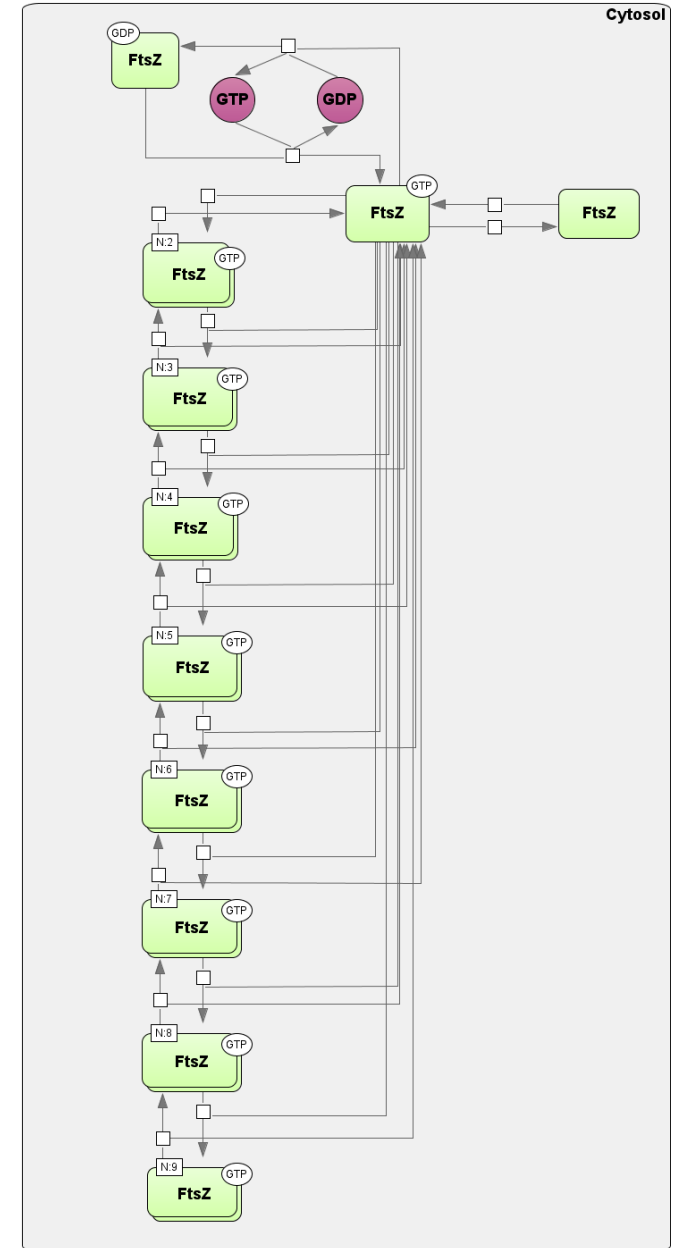 Cytosol
GDP
FtsZ
GTP
GDP
GTP
FtsZ
FtsZ
N:2
GTP
FtsZ
N:3
GTP
FtsZ
N:4
GTP
FtsZ
N:5
GTP
FtsZ
N:6
GTP
FtsZ
N:7
GTP
FtsZ
N:8
GTP
FtsZ
N:9
GTP
FtsZ